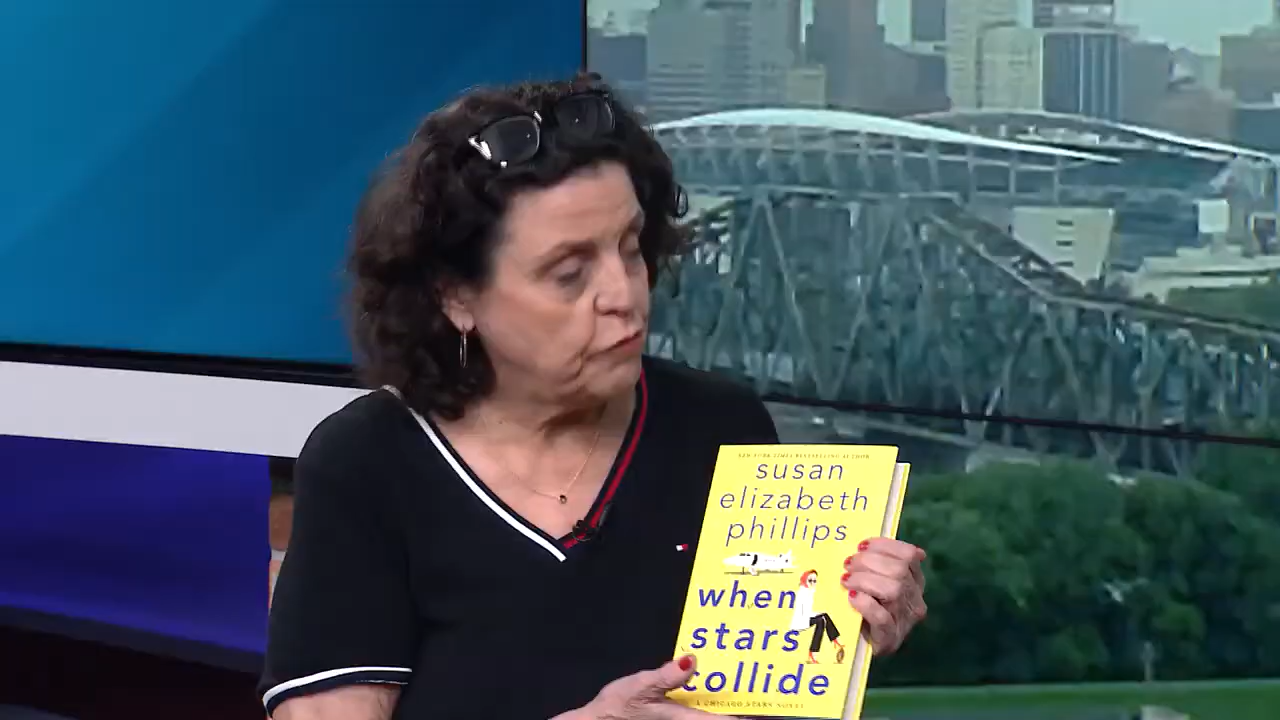 NEW YORK TIMES BESTSELLING AUTHOR
susan
elizabeth
phillips
when
stars
collide
A CHICAGO STARS NOVEL